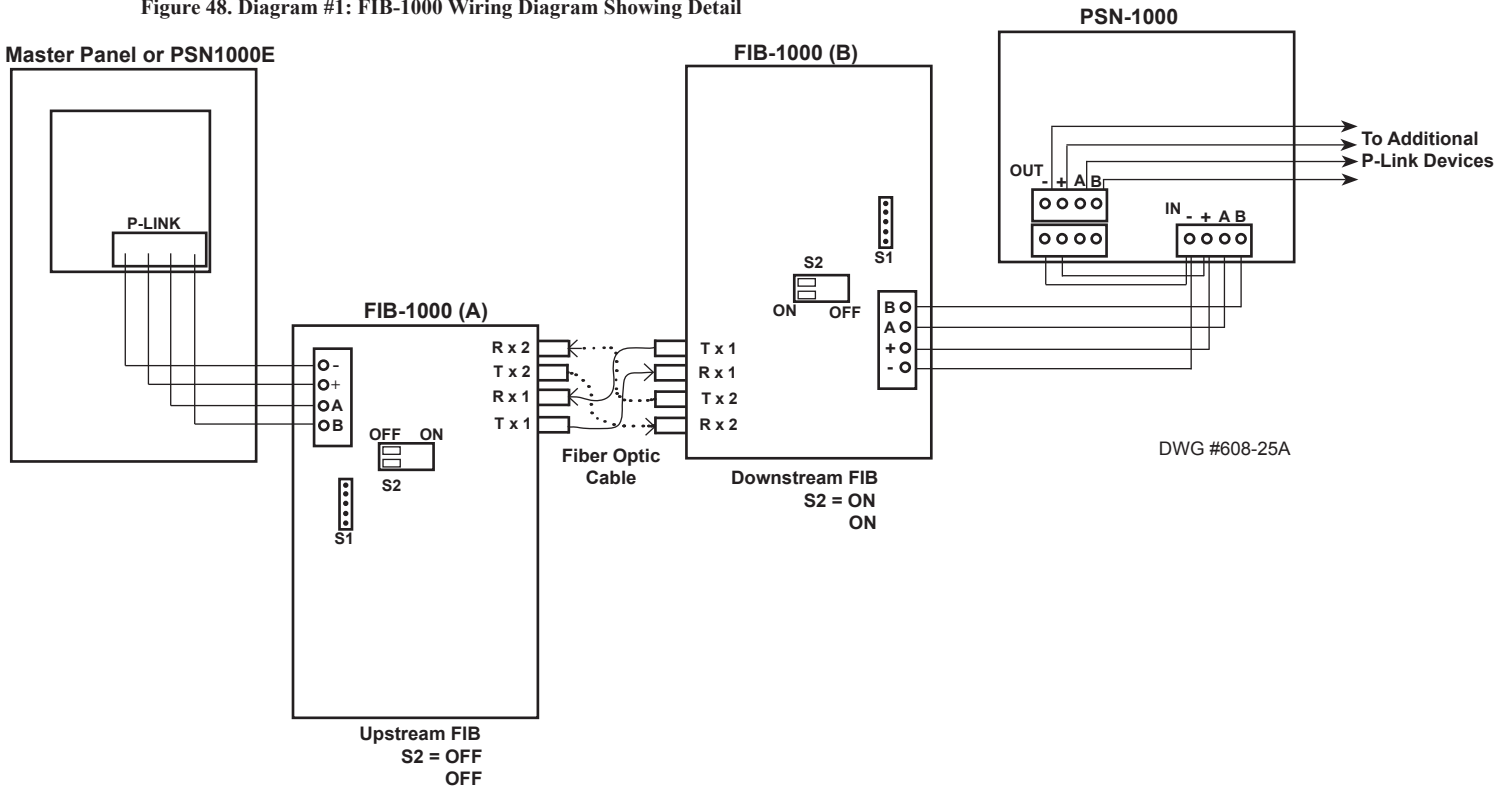 Figure 48. Diagram #1: FIB-1000 Wiring Diagram Showing Detail
Master Panel or PSN1000E
P-LINK
FIB-1000 (A)
-
+
A
B
OFF ON
S2
S1
R x 2
T x 2
R x 1
T x 1
Upstream FIB
S2 = OFF
OFF
Fiber Optic
Cable
FIB-1000 (B)
S1
S2
ON OFF
B
A
+
-
T x 1
R x 1
T x 2
R x 2
Downstream FIB
S2 = ON
ON
PSN-1000
OUT
- + A B
IN
- + A B
To Additional
P-Link Devices
DWG #608-25A